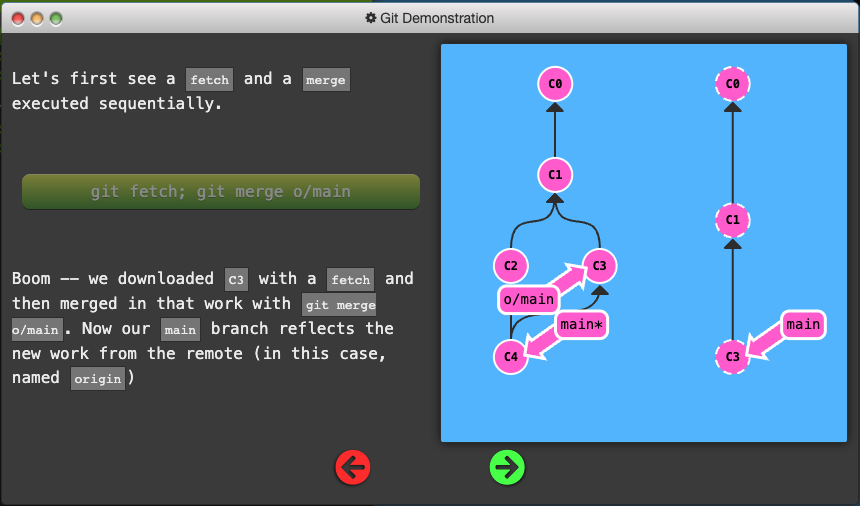 Git Demonstration
Let's first see a fetch and a merge
executed sequentially.
git fetch; git merge o/main
Boom -- we downloaded C3 with a fetch and
then merged in that work with git merge
o/main. Now our main branch reflects the
new work from the remote (in this case,
named origin)
C0
C1
C2
C3
o/main
main*
C4
C0
C1
main
C3